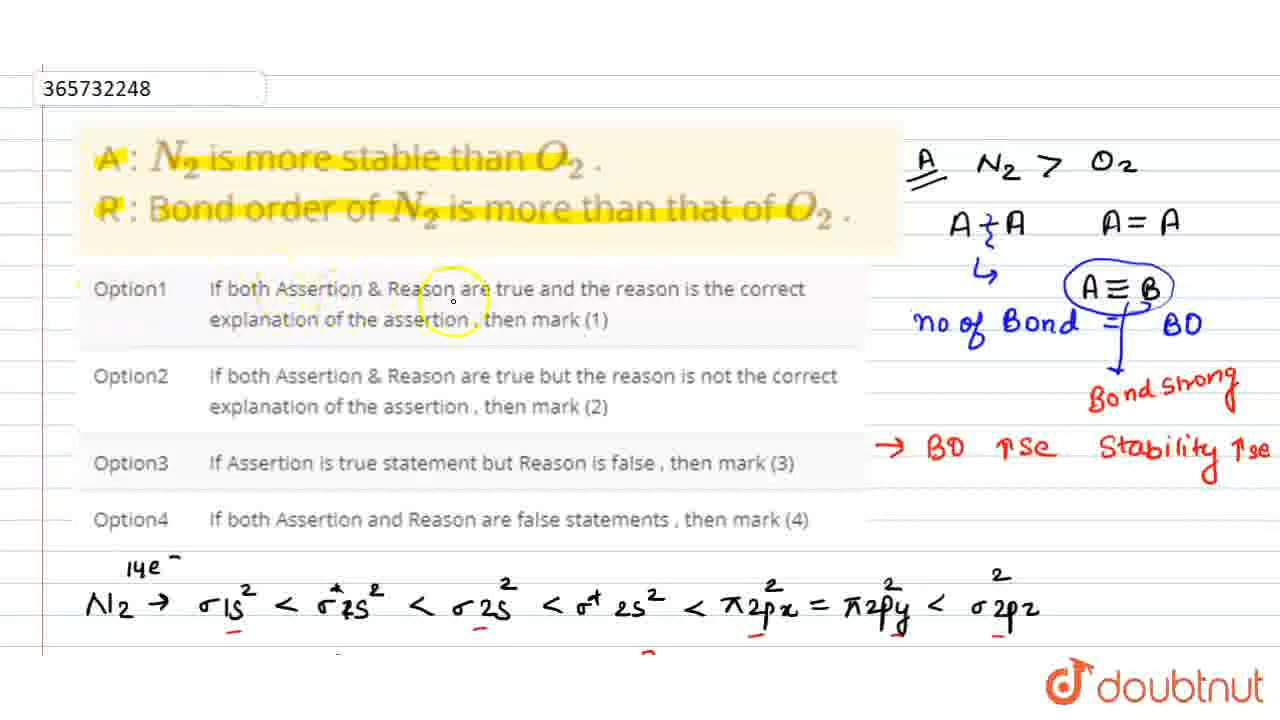 365732248
A : N₂ is more stable than O₂ .
R : Bond order of N₂ is more than that of O₂ .
Option1 If both Assertion & Reason are true and the reason is the correct
explanation of the assertion , then mark (1)
Option2 If both Assertion & Reason are true but the reason is not the correct
explanation of the assertion , then mark (2)
Option3 If Assertion is true statement but Reason is false , then mark (3)
Option4 If both Assertion and Reason are false statements , then mark (4)
A N₂ > O₂
A - A A = A
A ≡ B
no of Bond = BO
Bond strong
→ BO ↑se Stability ↑se
14e⁻
N₂ → σ1s² < σ*1s² < σ2s² < σ* 2s² < π2px² = π2py² < σ2pz²
doubtnut